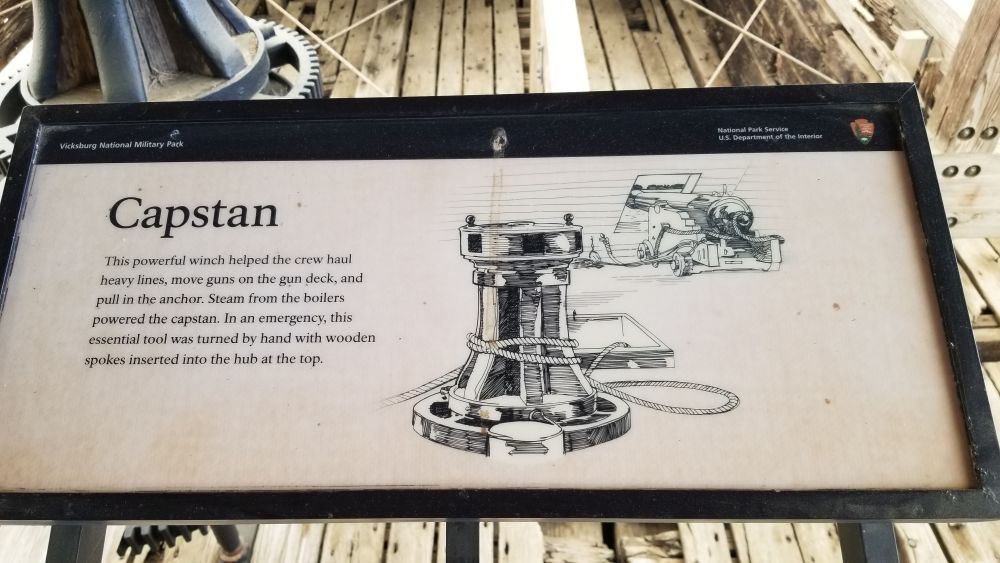 Vicksburg National Military Park
National Park Service
U.S. Department of the Interior
Capstan
This powerful winch helped the crew haul
heavy lines, move guns on the gun deck, and
pull in the anchor. Steam from the boilers
powered the capstan. In an emergency, this
essential tool was turned by hand with wooden
spokes inserted into the hub at the top.